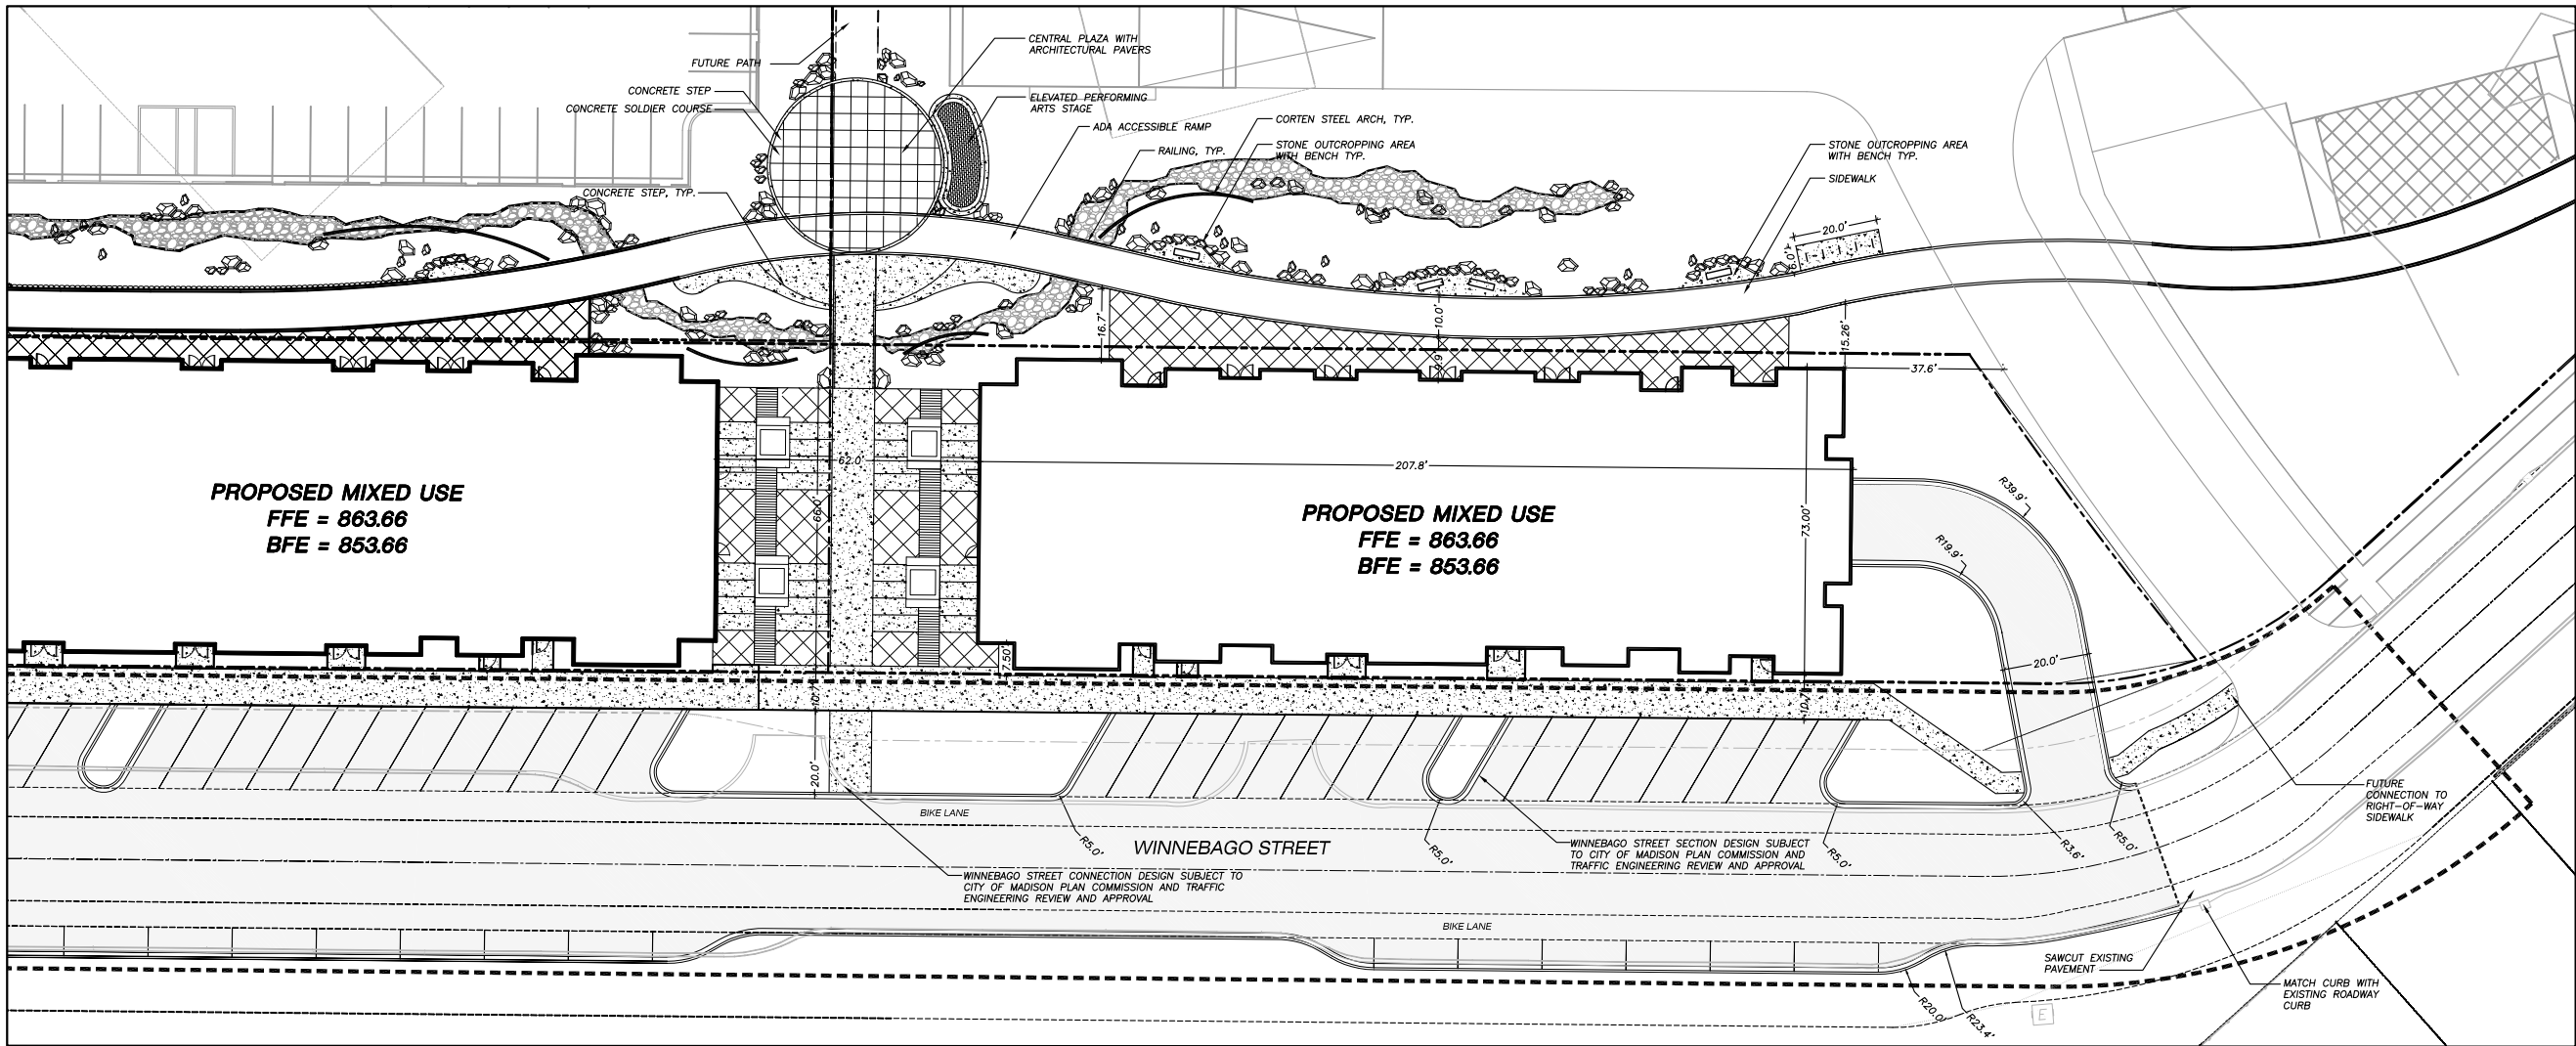 FUTURE PATH
CENTRAL PLAZA WITH
ARCHITECTURAL PAVERS
CONCRETE STEP
CONCRETE SOLDIER COURSE
ELEVATED PERFORMING
ARTS STAGE
ADA ACCESSIBLE RAMP
CORTEN STEEL ARCH, TYP.
RAILING, TYP.
STONE OUTCROPPING AREA
WITH BENCH TYP.
STONE OUTCROPPING AREA
WITH BENCH TYP.
SIDEWALK
CONCRETE STEP, TYP.
20.0'
6.0'
16.7'
10.0'
9.9'
15.26'
37.6'
62.0'
207.8'
66.0'
73.00'
R39.9'
R19.9'
PROPOSED MIXED USE
FFE = 863.66
BFE = 853.66
PROPOSED MIXED USE
FFE = 863.66
BFE = 853.66
7.50'
20.0'
10.7'
20.0'
BIKE LANE
R5.0'
WINNEBAGO STREET
R5.0'
WINNEBAGO STREET SECTION DESIGN SUBJECT
TO CITY OF MADISON PLAN COMMISSION AND
TRAFFIC ENGINEERING REVIEW AND APPROVAL
R5.0'
R3.6'
R5.0'
FUTURE
CONNECTION TO
RIGHT-OF-WAY
SIDEWALK
WINNEBAGO STREET CONNECTION DESIGN SUBJECT TO
CITY OF MADISON PLAN COMMISSION AND TRAFFIC
ENGINEERING REVIEW AND APPROVAL
BIKE LANE
SAWCUT EXISTING
PAVEMENT
MATCH CURB WITH
EXISTING ROADWAY
CURB
R20.0'
R23.4'
E